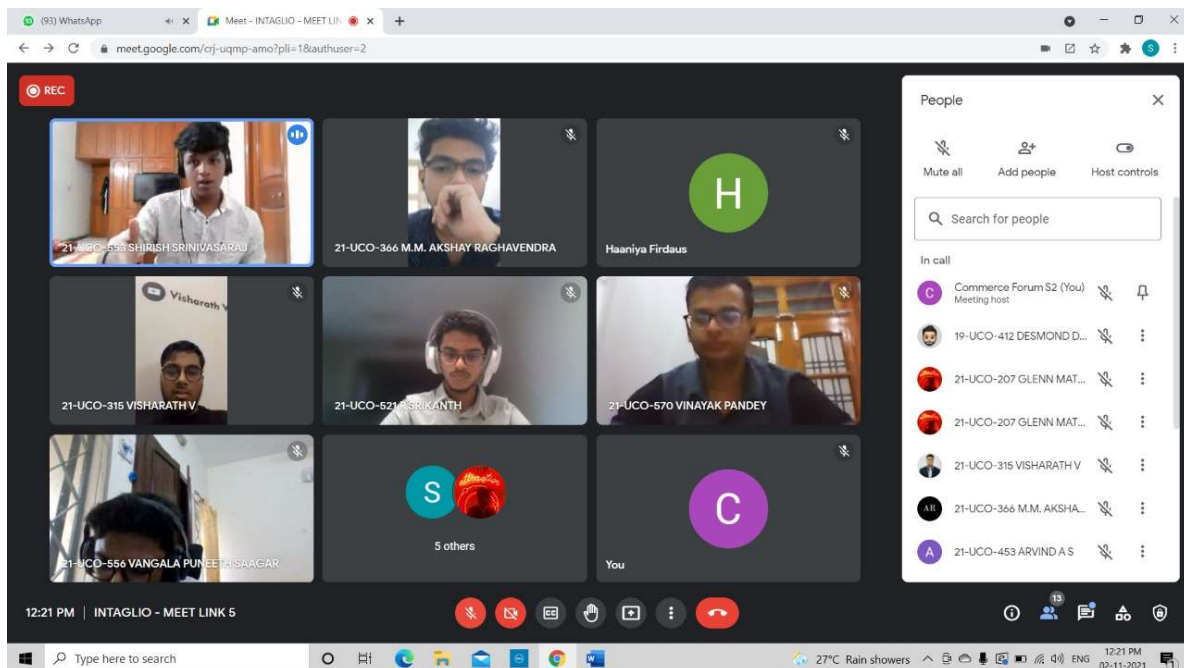 (93) WhatsApp
Meet - INTAGLIO - MEET LIN
meet.google.com/crj-uqmp-amo?pli=1&authuser=2
S
REC
21-UCO-553 SHIRISH SRINIVASARAJ
21-UCO-366 M.M. AKSHAY RAGHAVENDRA
H
Haaniya Firdaus
Visharath V
21-UCO-315 VISHARATH V
21-UCO-521 R SRIKANTH
21-UCO-570 VINAYAK PANDEY
21-UCO-556 VANGALA PUNEETH SAAGAR
S
5 others
C
You
People
Mute all Add people Host controls
Search for people
In call
C Commerce Forum S2 (You)
Meeting host
19-UCO-412 DESMOND D...
21-UCO-207 GLENN MAT...
21-UCO-207 GLENN MAT...
21-UCO-315 VISHARATH V
AR 21-UCO-366 M.M. AKSHA...
A 21-UCO-453 ARVIND A S
12:21 PM | INTAGLIO - MEET LINK 5
CC
13
Type here to search
27°C Rain showers
ENG
12:21 PM
02-11-2021